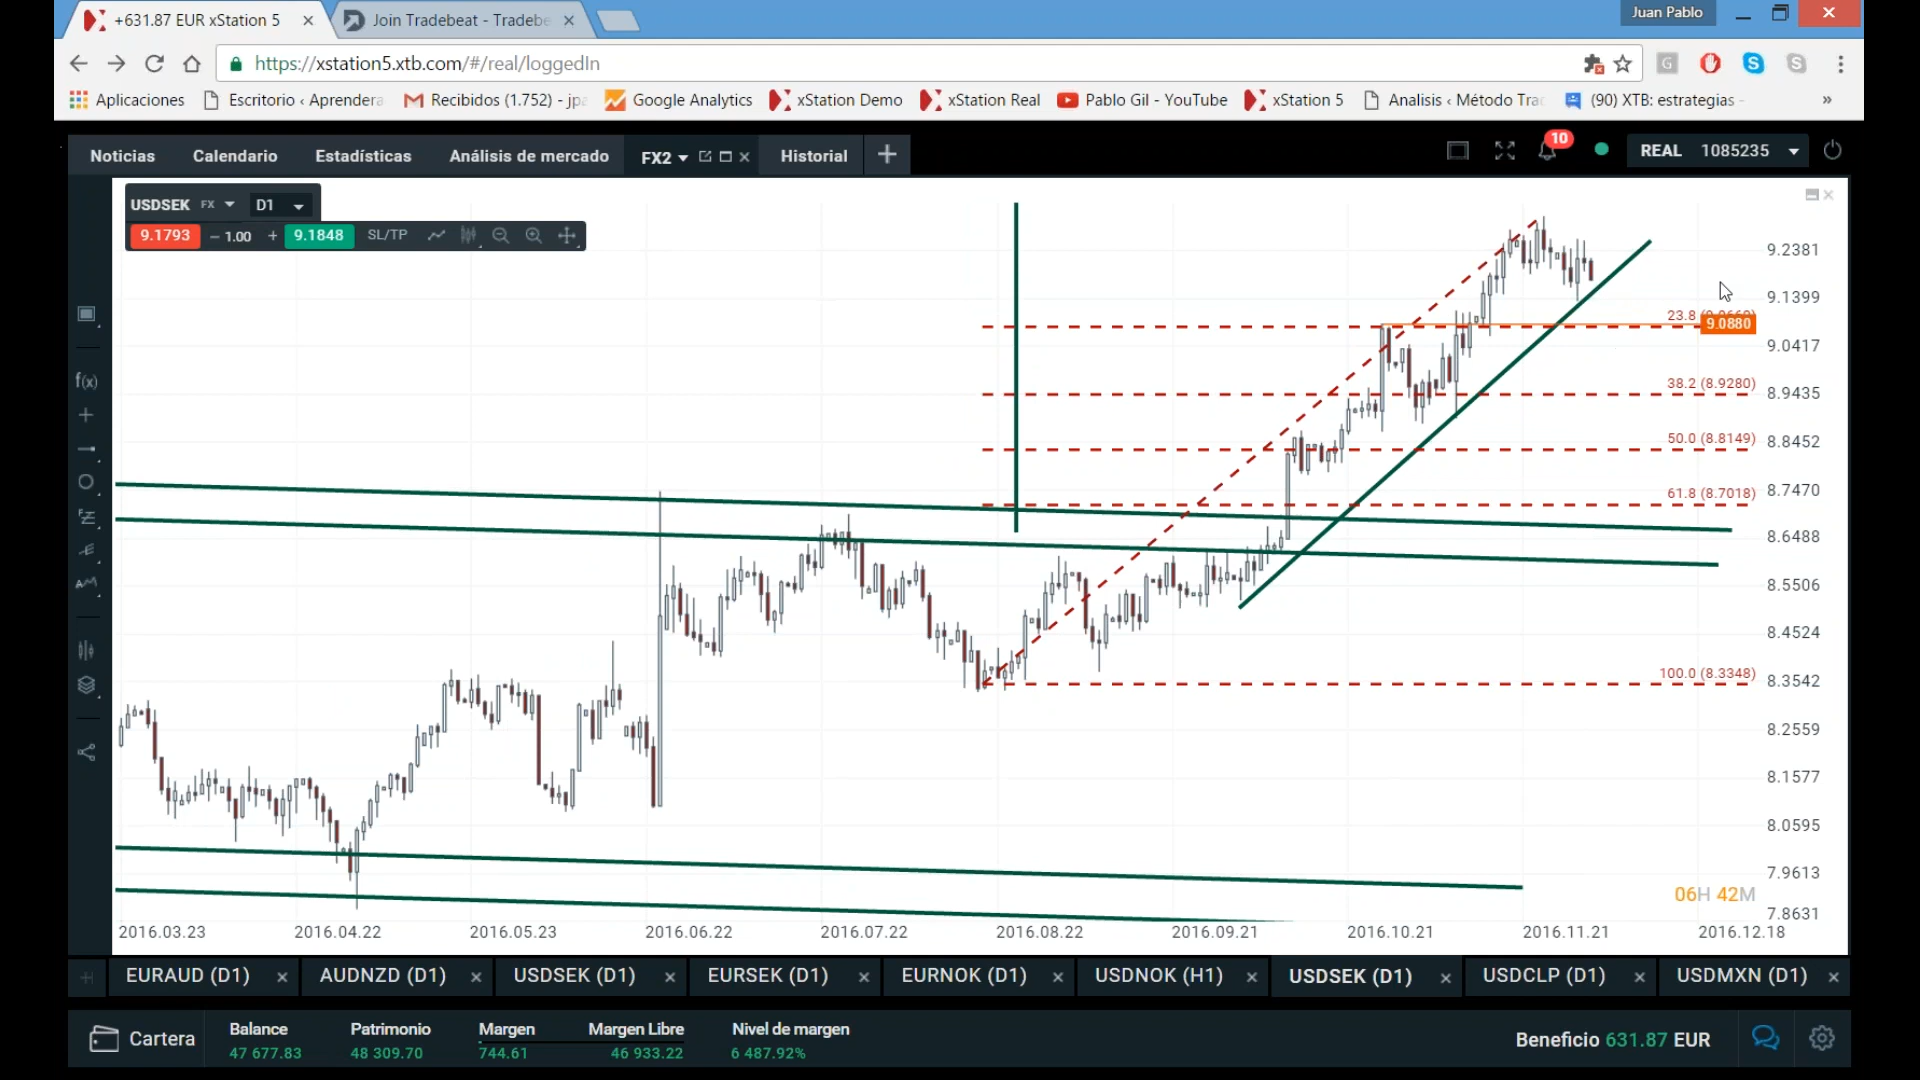 +631.87 EUR xStation 5
Join Tradebeat - Tradebe
Juan Pablo
https://xstation5.xtb.com/#/real/loggedIn
Aplicaciones
Escritorio ‹ Aprendera
Recibidos (1.752) - jpa
Google Analytics
xStation Demo
xStation Real
Pablo Gil - YouTube
xStation 5
Analisis ‹ Método Trac
(90) XTB: estrategias -
»
Noticias
Calendario
Estadísticas
Análisis de mercado
FX2
Historial
10
REAL 1085235
USDSEK FX D1
9.1793 – 1.00 + 9.1848 SL/TP
f(x)
9.2381
9.1399
9.0417
8.9435
8.8452
8.7470
8.6488
8.5506
8.4524
8.3542
8.2559
8.1577
8.0595
7.9613
7.8631
23.8
9.0880
38.2 (8.9280)
50.0 (8.8149)
61.8 (8.7018)
100.0 (8.3348)
06H 42M
2016.03.23 2016.04.22 2016.05.23 2016.06.22 2016.07.22 2016.08.22 2016.09.21 2016.10.21 2016.11.21 2016.12.18
EURAUD (D1) AUDNZD (D1) USDSEK (D1) EURSEK (D1) EURNOK (D1) USDNOK (H1) USDSEK (D1) USDCLP (D1) USDMXN (D1)
Cartera
Balance Patrimonio Margen Margen Libre Nivel de margen
47 677.83 48 309.70 744.61 46 933.22 6 487.92%
Beneficio 631.87 EUR